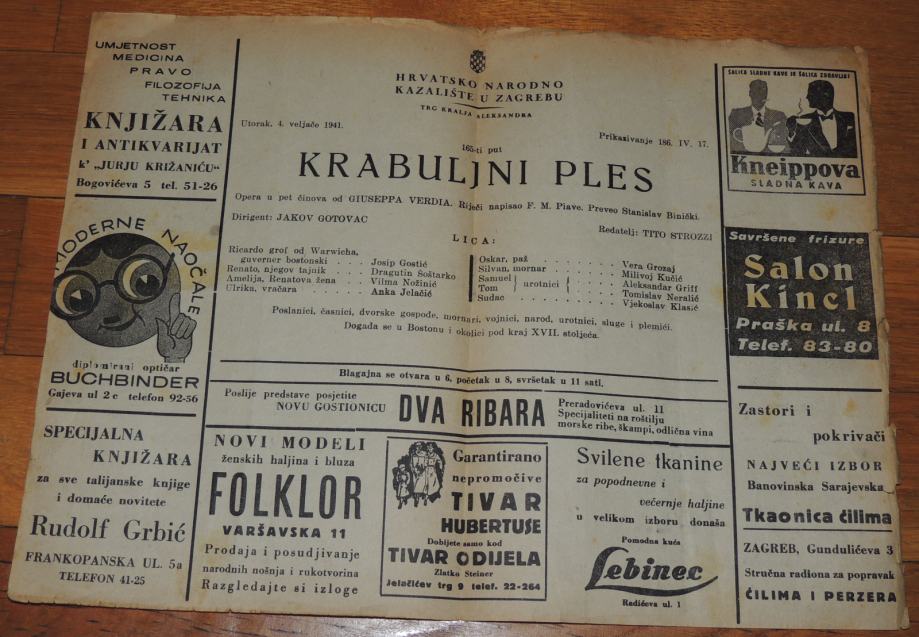 UMJETNOST
MEDICINA
PRAVO
FILOZOFIJA
TEHNIKA
KNJIŽARA
I ANTIKVARIJAT
k' „JURJU KRIŽANIĆU“
Bogovićeva 5 tel. 51-26
MODERNE NAOČALE
diplomirani optičar
BUCHBINDER
Gajeva ul 2c telefon 92-56
SPECIJALNA
KNJIŽARA
za sve talijanske knjige
i domaće novitete
Rudolf Grbić
FRANKOPANSKA UL. 5a
TELEFON 41-25
HRVATSKO NARODNO
KAZALIŠTE U ZAGREBU
TRG KRALJA ALEKSANDRA
Utorak, 4. veljače 1941.
Prikazivanje 186. IV. 17.
165-ti put
KRABULJNI PLES
Opera u pet činova od GIUSEPPA VERDIA. Riječi napisao F. M. Piave. Preveo Stanislav Binički.
Dirigent: JAKOV GOTOVAC
Redatelj: TITO STROZZI
LICA:
Ricardo grof od Warwicha,
guverner bostonski . . . . Josip Gostić
Renato, njegov tajnik . . . Dragutin Šoštarko
Amelija, Renatova žena . . Vilma Nožinić
Ulrika, vračara . . . . . Anka Jelačić
Oskar, paž . . . . . . Vera Grozaj
Silvan, mornar . . . . . Milivoj Kučić
Samuel } urotnici { . . . . Aleksandar Griff
Tom . . . . Tomislav Neralić
Sudac . . . . . . Vjekoslav Klasić
Poslanici, časnici, dvorske gospođe, mornari, vojnici, narod, urotnici, sluge i plemići.
Događa se u Bostonu i okolici pod kraj XVII. stoljeća.
Blagajna se otvara u 6, početak u 8, svršetak u 11 sati.
Poslije predstave posjetite
NOVU GOSTIONICU
DVA RIBARA
Preradovićeva ul. 11
Specijaliteti na roštilju
morske ribe, škampi, odlična vina
NOVI MODELI
ženskih haljina i bluza
FOLKLOR
VARŠAVSKA 11
Prodaja i posudjivanje
narodnih nošnja i rukotvorina
Razgledajte si izloge
Garantirano
nepromočive
TIVAR
HUBERTUSE
Dobijete samo kod
TIVAR ODIJELA
Zlatko Steiner
Jelačićev trg 9 telef. 22-264
Svilene tkanine
za popodnevne i
večernje haljine
u velikom izboru donaša
Pomodna kuća
Lebinec
Radićeva ul. 1
ŠALICA SLADNE KAVE JE ŠALICA ZDRAVLJA!
Kneippova
SLADNA KAVA
Savršene frizure
Salon
Kincl
Praška ul. 8
Telef. 83-80
Zastori i
pokrivači
NAJVEĆI IZBOR
Banovinska Sarajevska
Tkaonica ćilima
ZAGREB, Gundulićeva 3
Stručna radiona za popravak
ĆILIMA I PERZERA